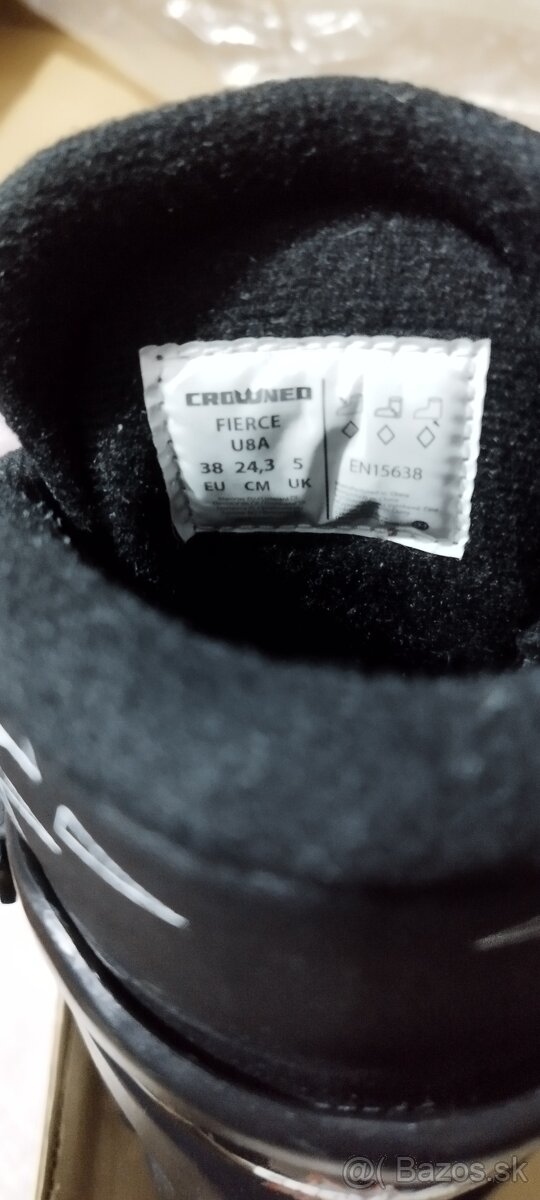 CROWNED
FIERCE
U8A
38 24,3 5
EU CM UK
EN15638
@( Bazos.sk